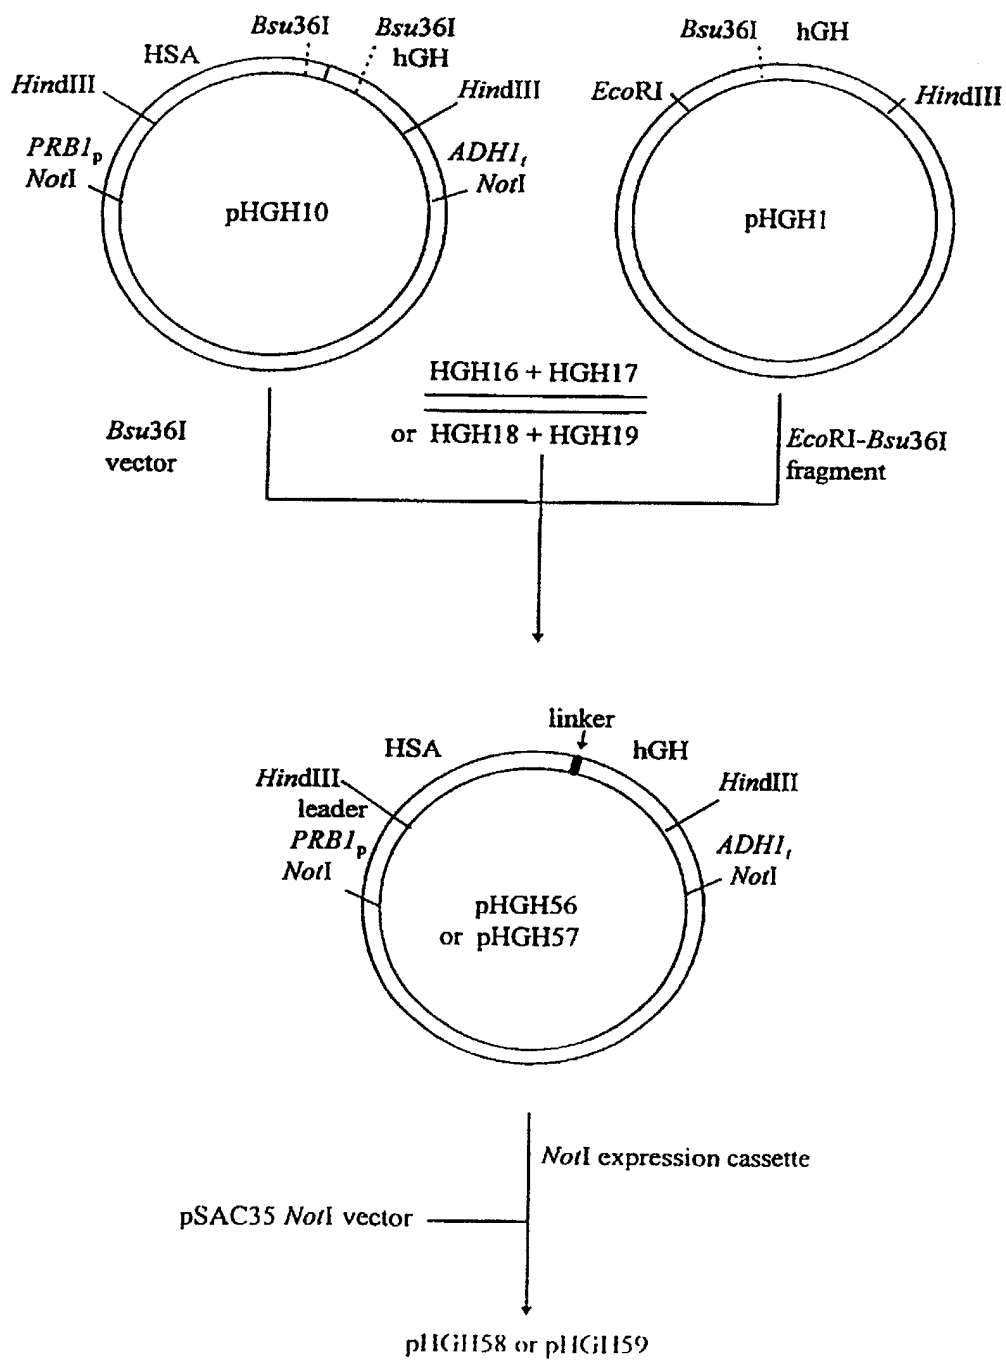 Bsu36I
Bsu36I
HSA
hGH
HindIII
HindIII
PRB1p
ADH1t
NotI
NotI
pHGH10
Bsu36I
hGH
EcoRI
HindIII
pHGH1
HGH16 + HGH17
or HGH18 + HGH19
Bsu36I
vector
EcoRI-Bsu36I
fragment
linker
HSA
hGH
HindIII
HindIII
leader
PRB1p
ADH1t
NotI
NotI
pHGH56
or pHGH57
NotI expression cassette
pSAC35 NotI vector
pHGH58 or pHGH59